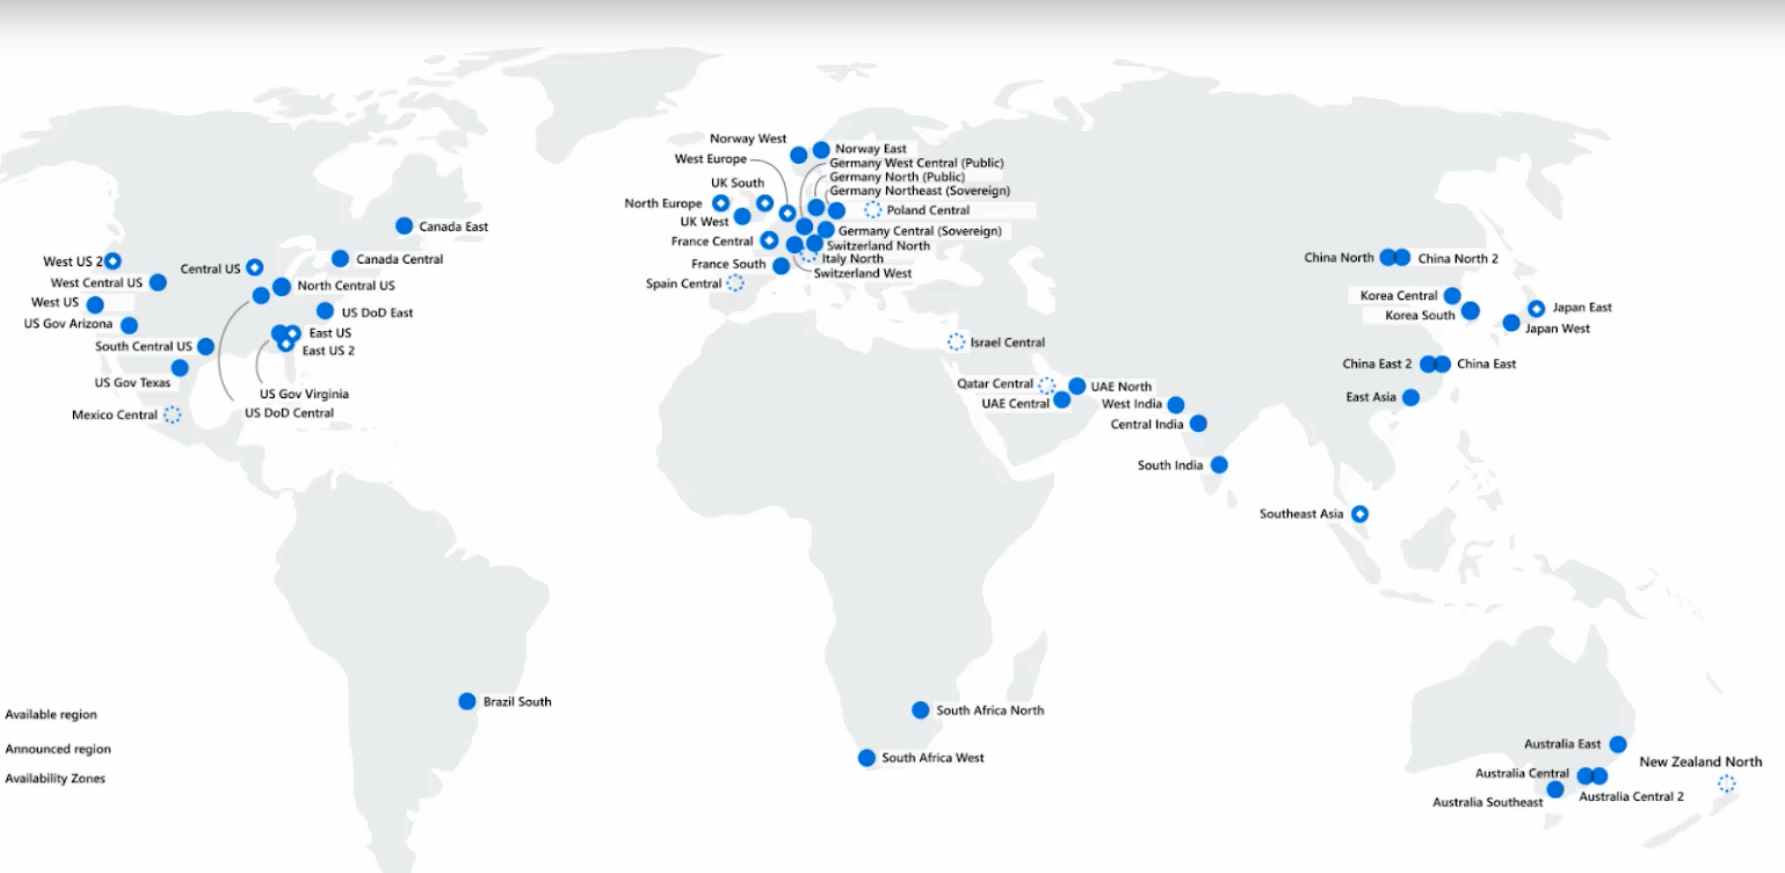 Norway West
Norway East
West Europe
Germany West Central (Public)
Germany North (Public)
UK South
Germany Northeast (Sovereign)
North Europe
Poland Central
UK West
Canada East
Germany Central (Sovereign)
France Central
Switzerland North
Canada Central
Italy North
China North
China North 2
West US 2
Central US
France South
Switzerland West
West Central US
North Central US
Spain Central
Korea Central
West US
Japan East
US DoD East
Korea South
US Gov Arizona
Japan West
East US
Israel Central
South Central US
East US 2
China East 2
China East
US Gov Texas
Qatar Central
UAE North
US Gov Virginia
East Asia
UAE Central
West India
Mexico Central
US DoD Central
Central India
South India
Southeast Asia
Brazil South
South Africa North
Available region
Australia East
Announced region
South Africa West
New Zealand North
Australia Central
Availability Zones
Australia Central 2
Australia Southeast